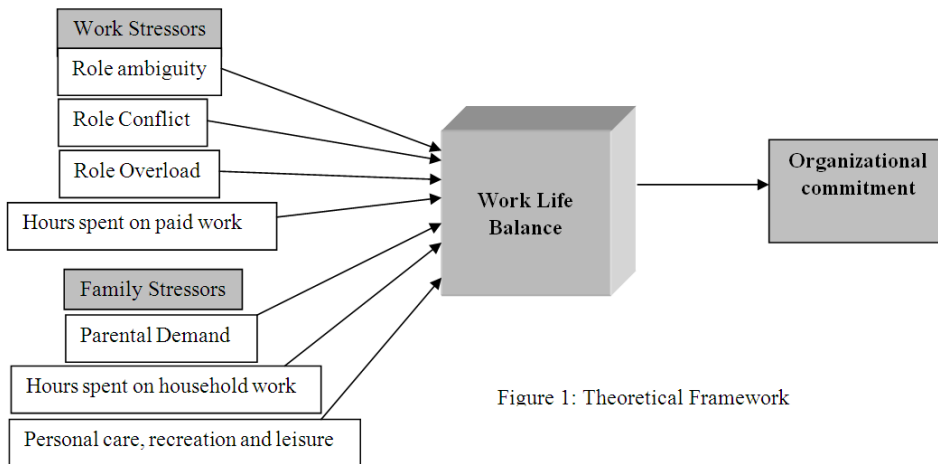 Work Stressors
Role ambiguity
Role Conflict
Role Overload
Hours spent on paid work
Family Stressors
Parental Demand
Hours spent on household work
Personal care, recreation and leisure
Work Life
Balance
Organizational
commitment
Figure 1: Theoretical Framework